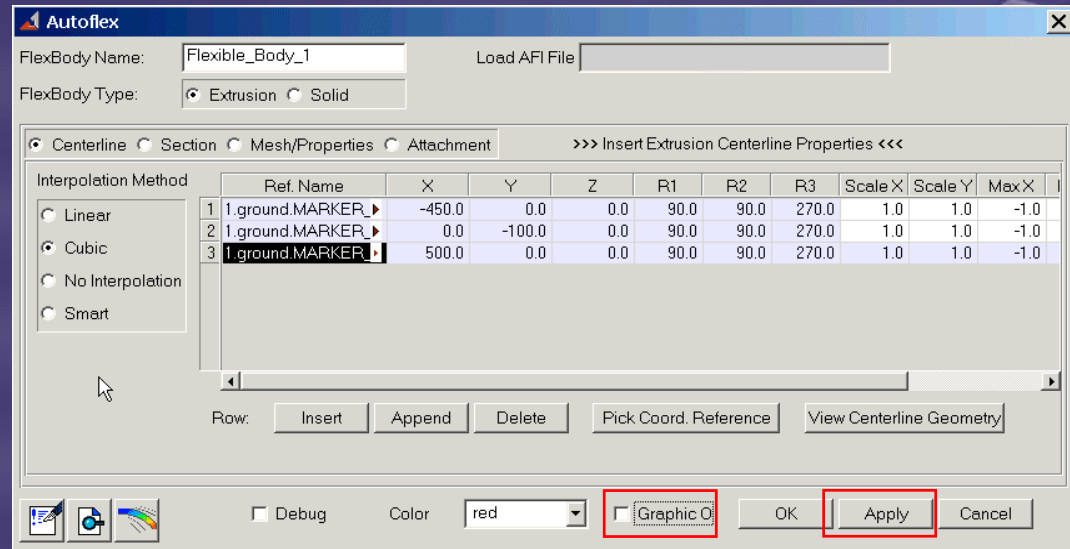 Autoflex
FlexBody Name: Flexible_Body_1 Load AFI File
FlexBody Type: Extrusion Solid
Centerline Section Mesh/Properties Attachment >>> Insert Extrusion Centerline Properties <<<
Interpolation Method
Linear
Cubic
No Interpolation
Smart
Ref. Name X Y Z R1 R2 R3 Scale X Scale Y Max X
1 1.ground.MARKER_ -450.0 0.0 0.0 90.0 90.0 270.0 1.0 1.0 -1.0
2 1.ground.MARKER_ 0.0 -100.0 0.0 90.0 90.0 270.0 1.0 1.0 -1.0
3 1.ground.MARKER_ 500.0 0.0 0.0 90.0 90.0 270.0 1.0 1.0 -1.0
Row: Insert Append Delete Pick Coord. Reference View Centerline Geometry
Debug Color red Graphic O OK Apply Cancel